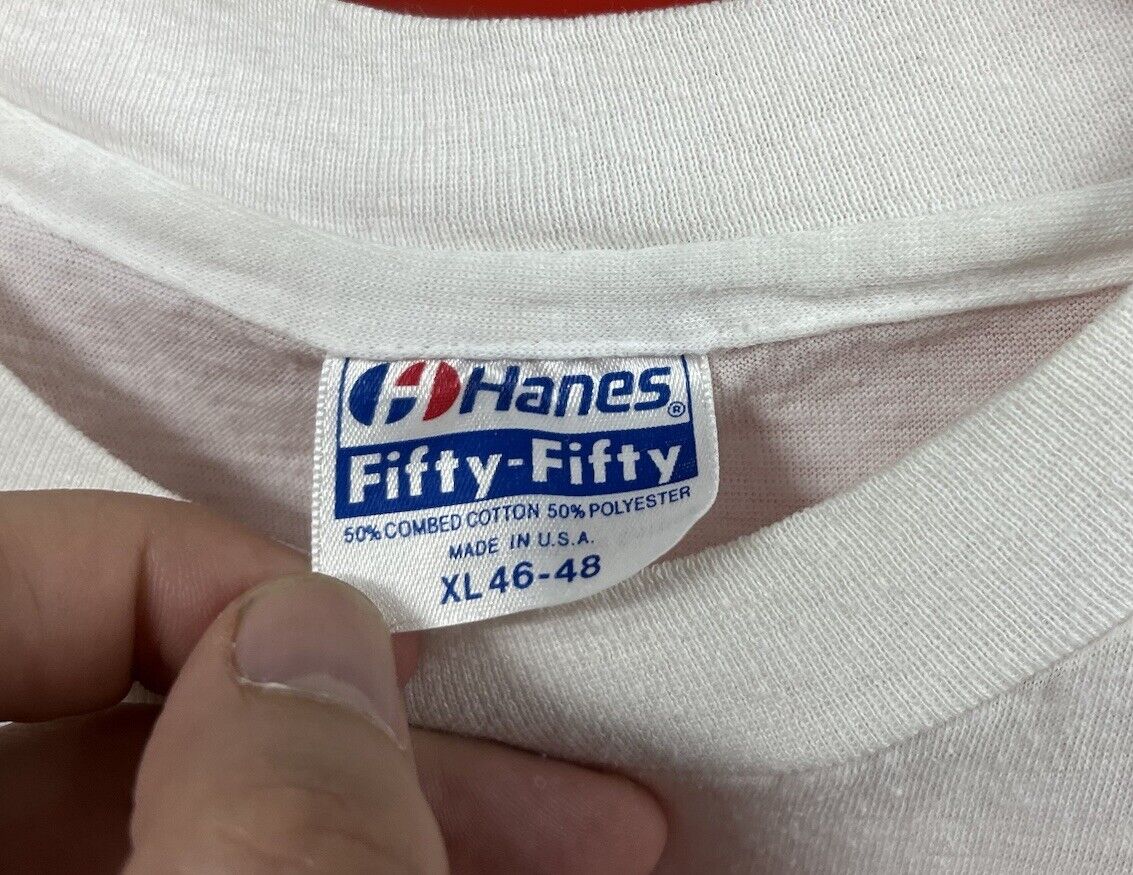 Hanes®
Fifty-Fifty
50% COMBED COTTON 50% POLYESTER
MADE IN U.S.A.
XL 46-48